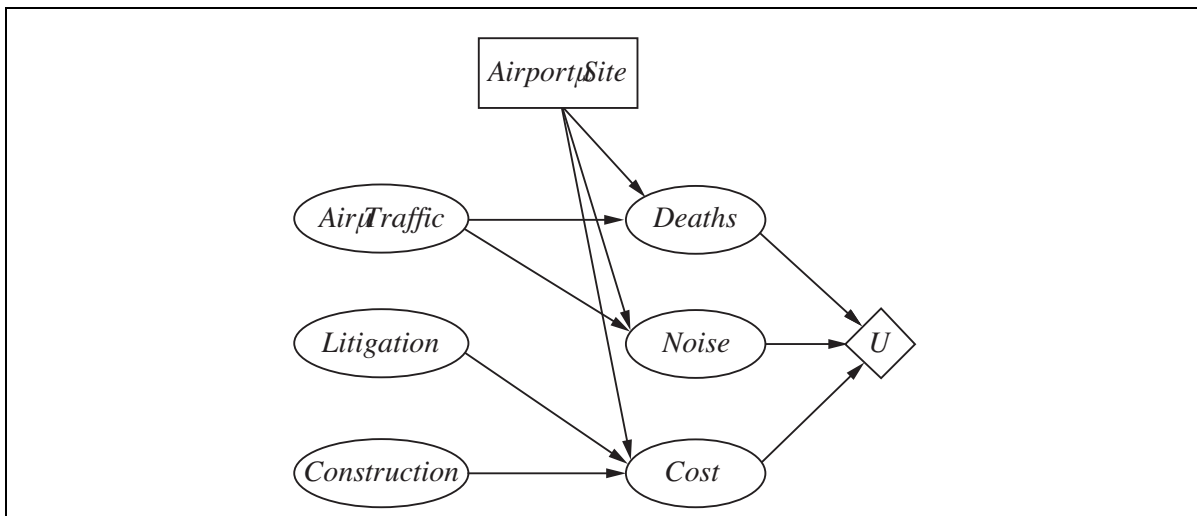 Airport Site
Air Traffic
Deaths
Litigation
Noise
U
Construction
Cost